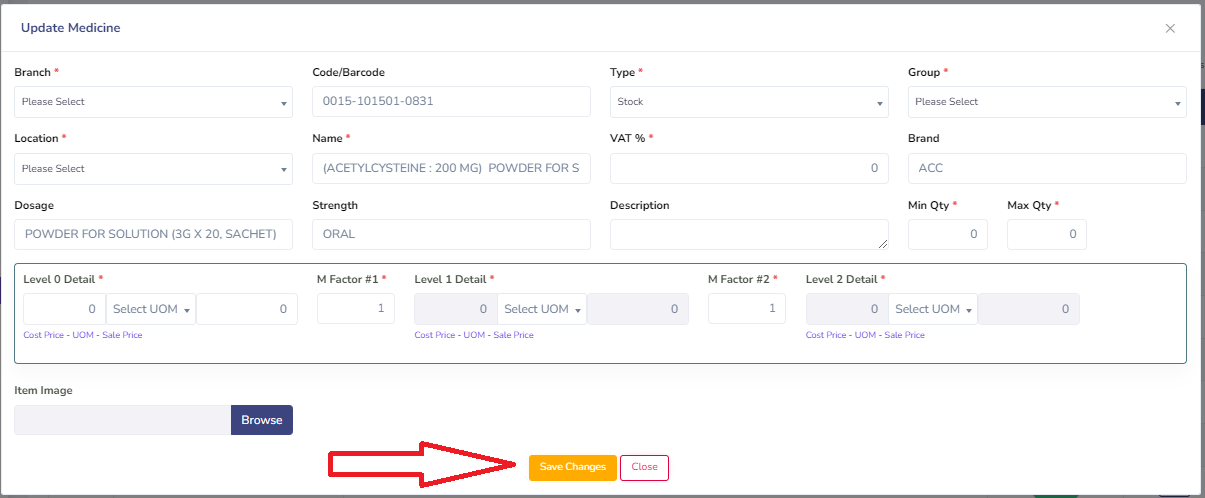 Update Medicine ×
Branch * Code/Barcode Type * Group *
Please Select 0015-101501-0831 Stock Please Select
Location * Name * VAT % * Brand
Please Select (ACETYLCYSTEINE : 200 MG) POWDER FOR S 0 ACC
Dosage Strength Description Min Qty * Max Qty *
POWDER FOR SOLUTION (3G X 20, SACHET) ORAL 0 0
Level 0 Detail * M Factor #1 * Level 1 Detail * M Factor #2 * Level 2 Detail *
0 Select UOM 0 1 0 Select UOM 0 1 0 Select UOM 0
Cost Price - UOM - Sale Price Cost Price - UOM - Sale Price Cost Price - UOM - Sale Price
Item Image
Browse
Save Changes Close